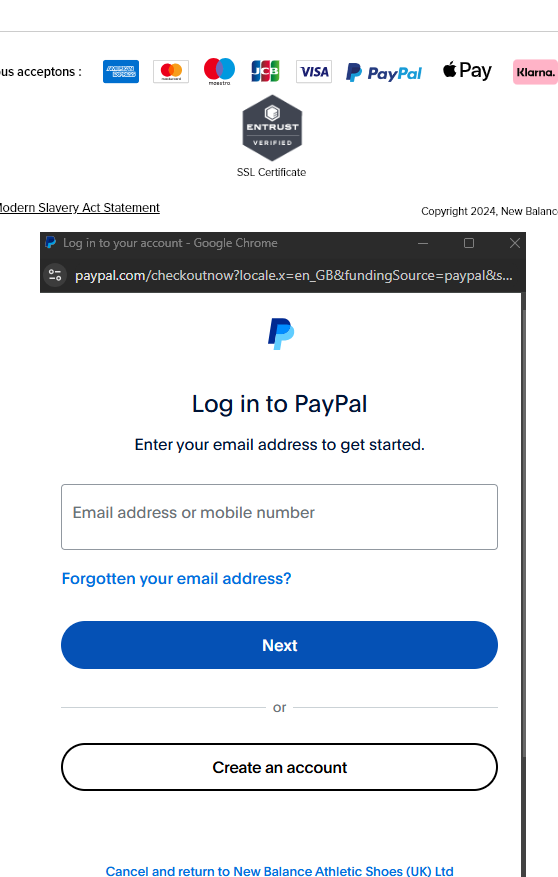 us acceptons :
AMERICAN EXPRESS
mastercard
maestro
JCB
VISA
PayPal
Pay
Klarna.
ENTRUST
VERIFIED
SSL Certificate
Modern Slavery Act Statement
Copyright 2024, New Balanc
Log in to your account - Google Chrome
paypal.com/checkoutnow?locale.x=en_GB&fundingSource=paypal&s...
Log in to PayPal
Enter your email address to get started.
Email address or mobile number
Forgotten your email address?
Next
or
Create an account
Cancel and return to New Balance Athletic Shoes (UK) Ltd